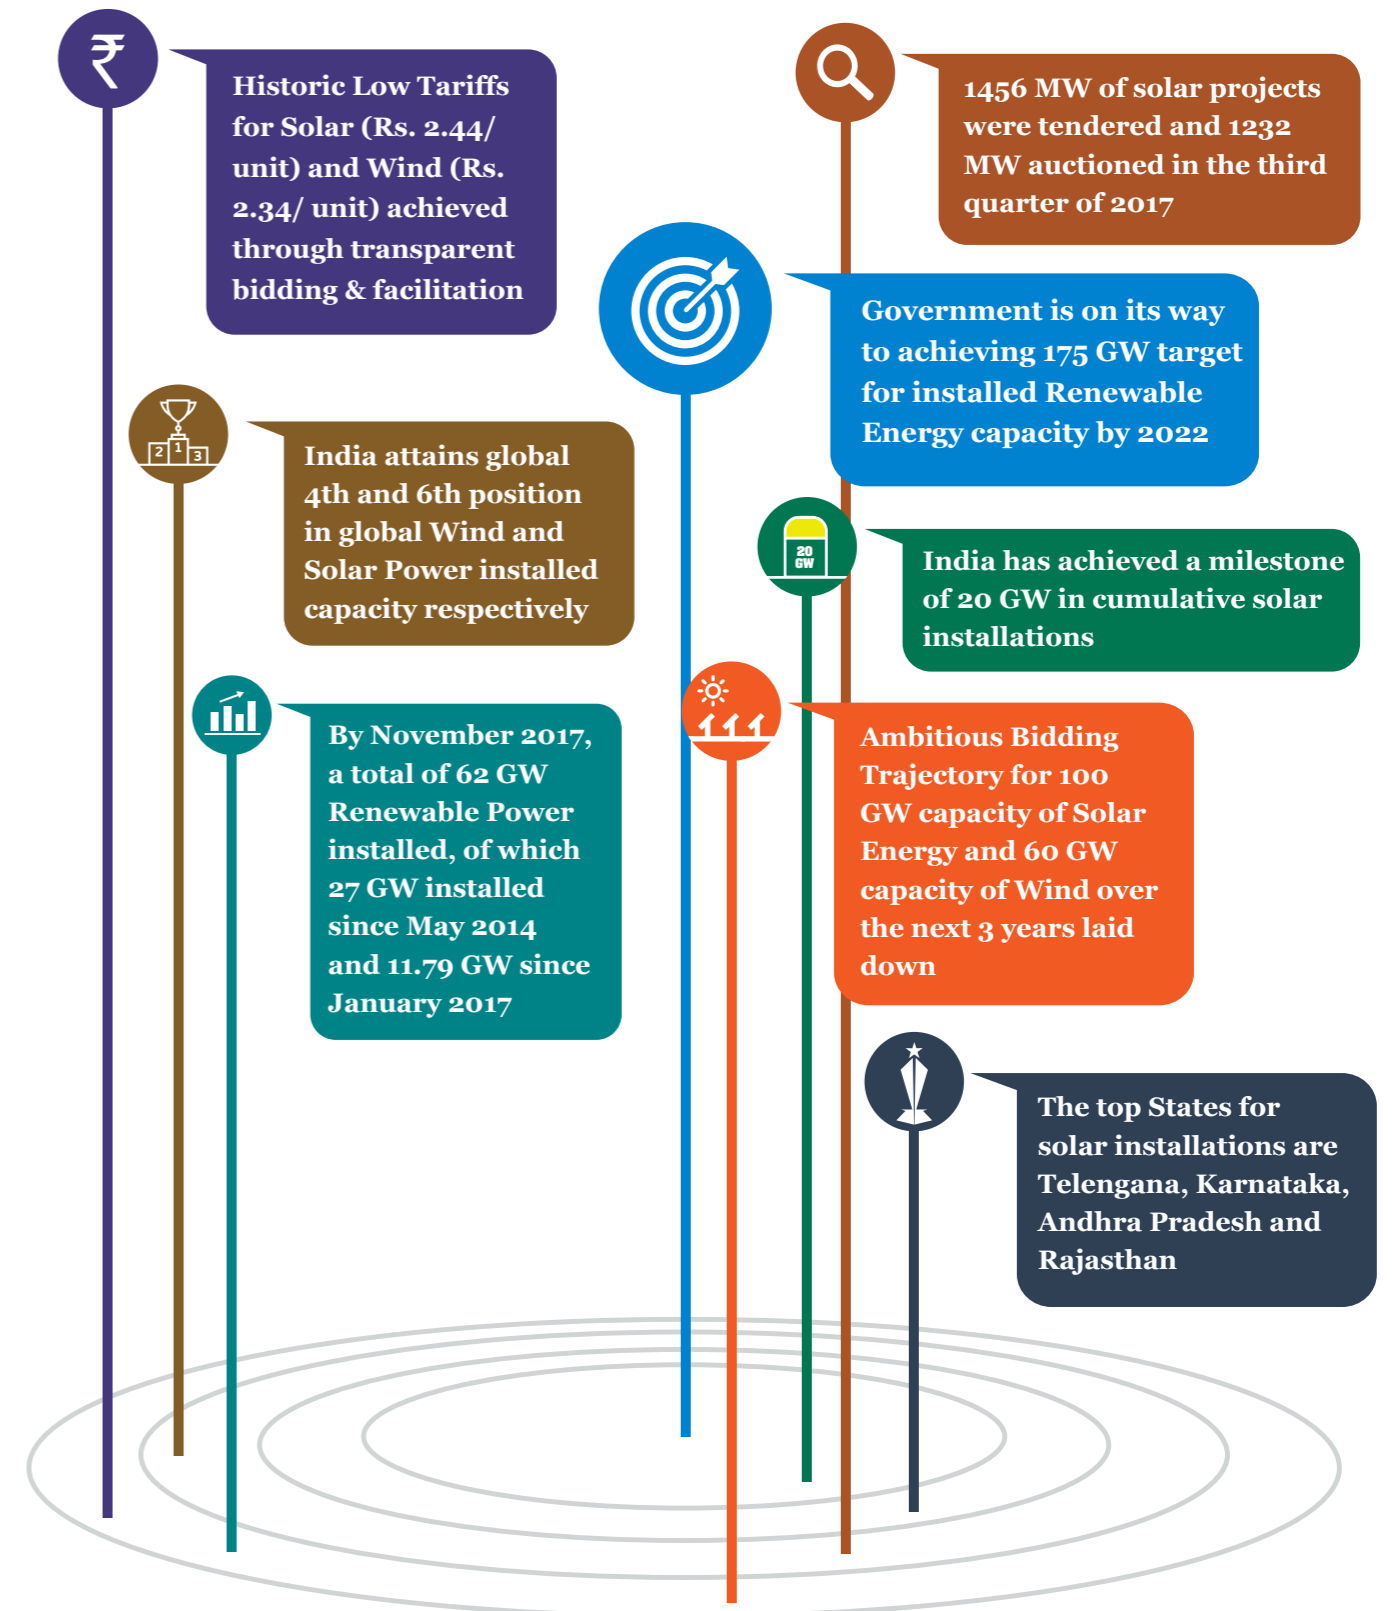 Historic Low Tariffs
for Solar (Rs. 2.44/
unit) and Wind (Rs.
2.34/ unit) achieved
through transparent
bidding & facilitation
1456 MW of solar projects
were tendered and 1232
MW auctioned in the third
quarter of 2017
Government is on its way
to achieving 175 GW target
for installed Renewable
Energy capacity by 2022
2 1 3
India attains global
4th and 6th position
in global Wind and
Solar Power installed
capacity respectively
20
GW
India has achieved a milestone
of 20 GW in cumulative solar
installations
By November 2017,
a total of 62 GW
Renewable Power
installed, of which
27 GW installed
since May 2014
and 11.79 GW since
January 2017
Ambitious Bidding
Trajectory for 100
GW capacity of Solar
Energy and 60 GW
capacity of Wind over
the next 3 years laid
down
The top States for
solar installations are
Telengana, Karnataka,
Andhra Pradesh and
Rajasthan